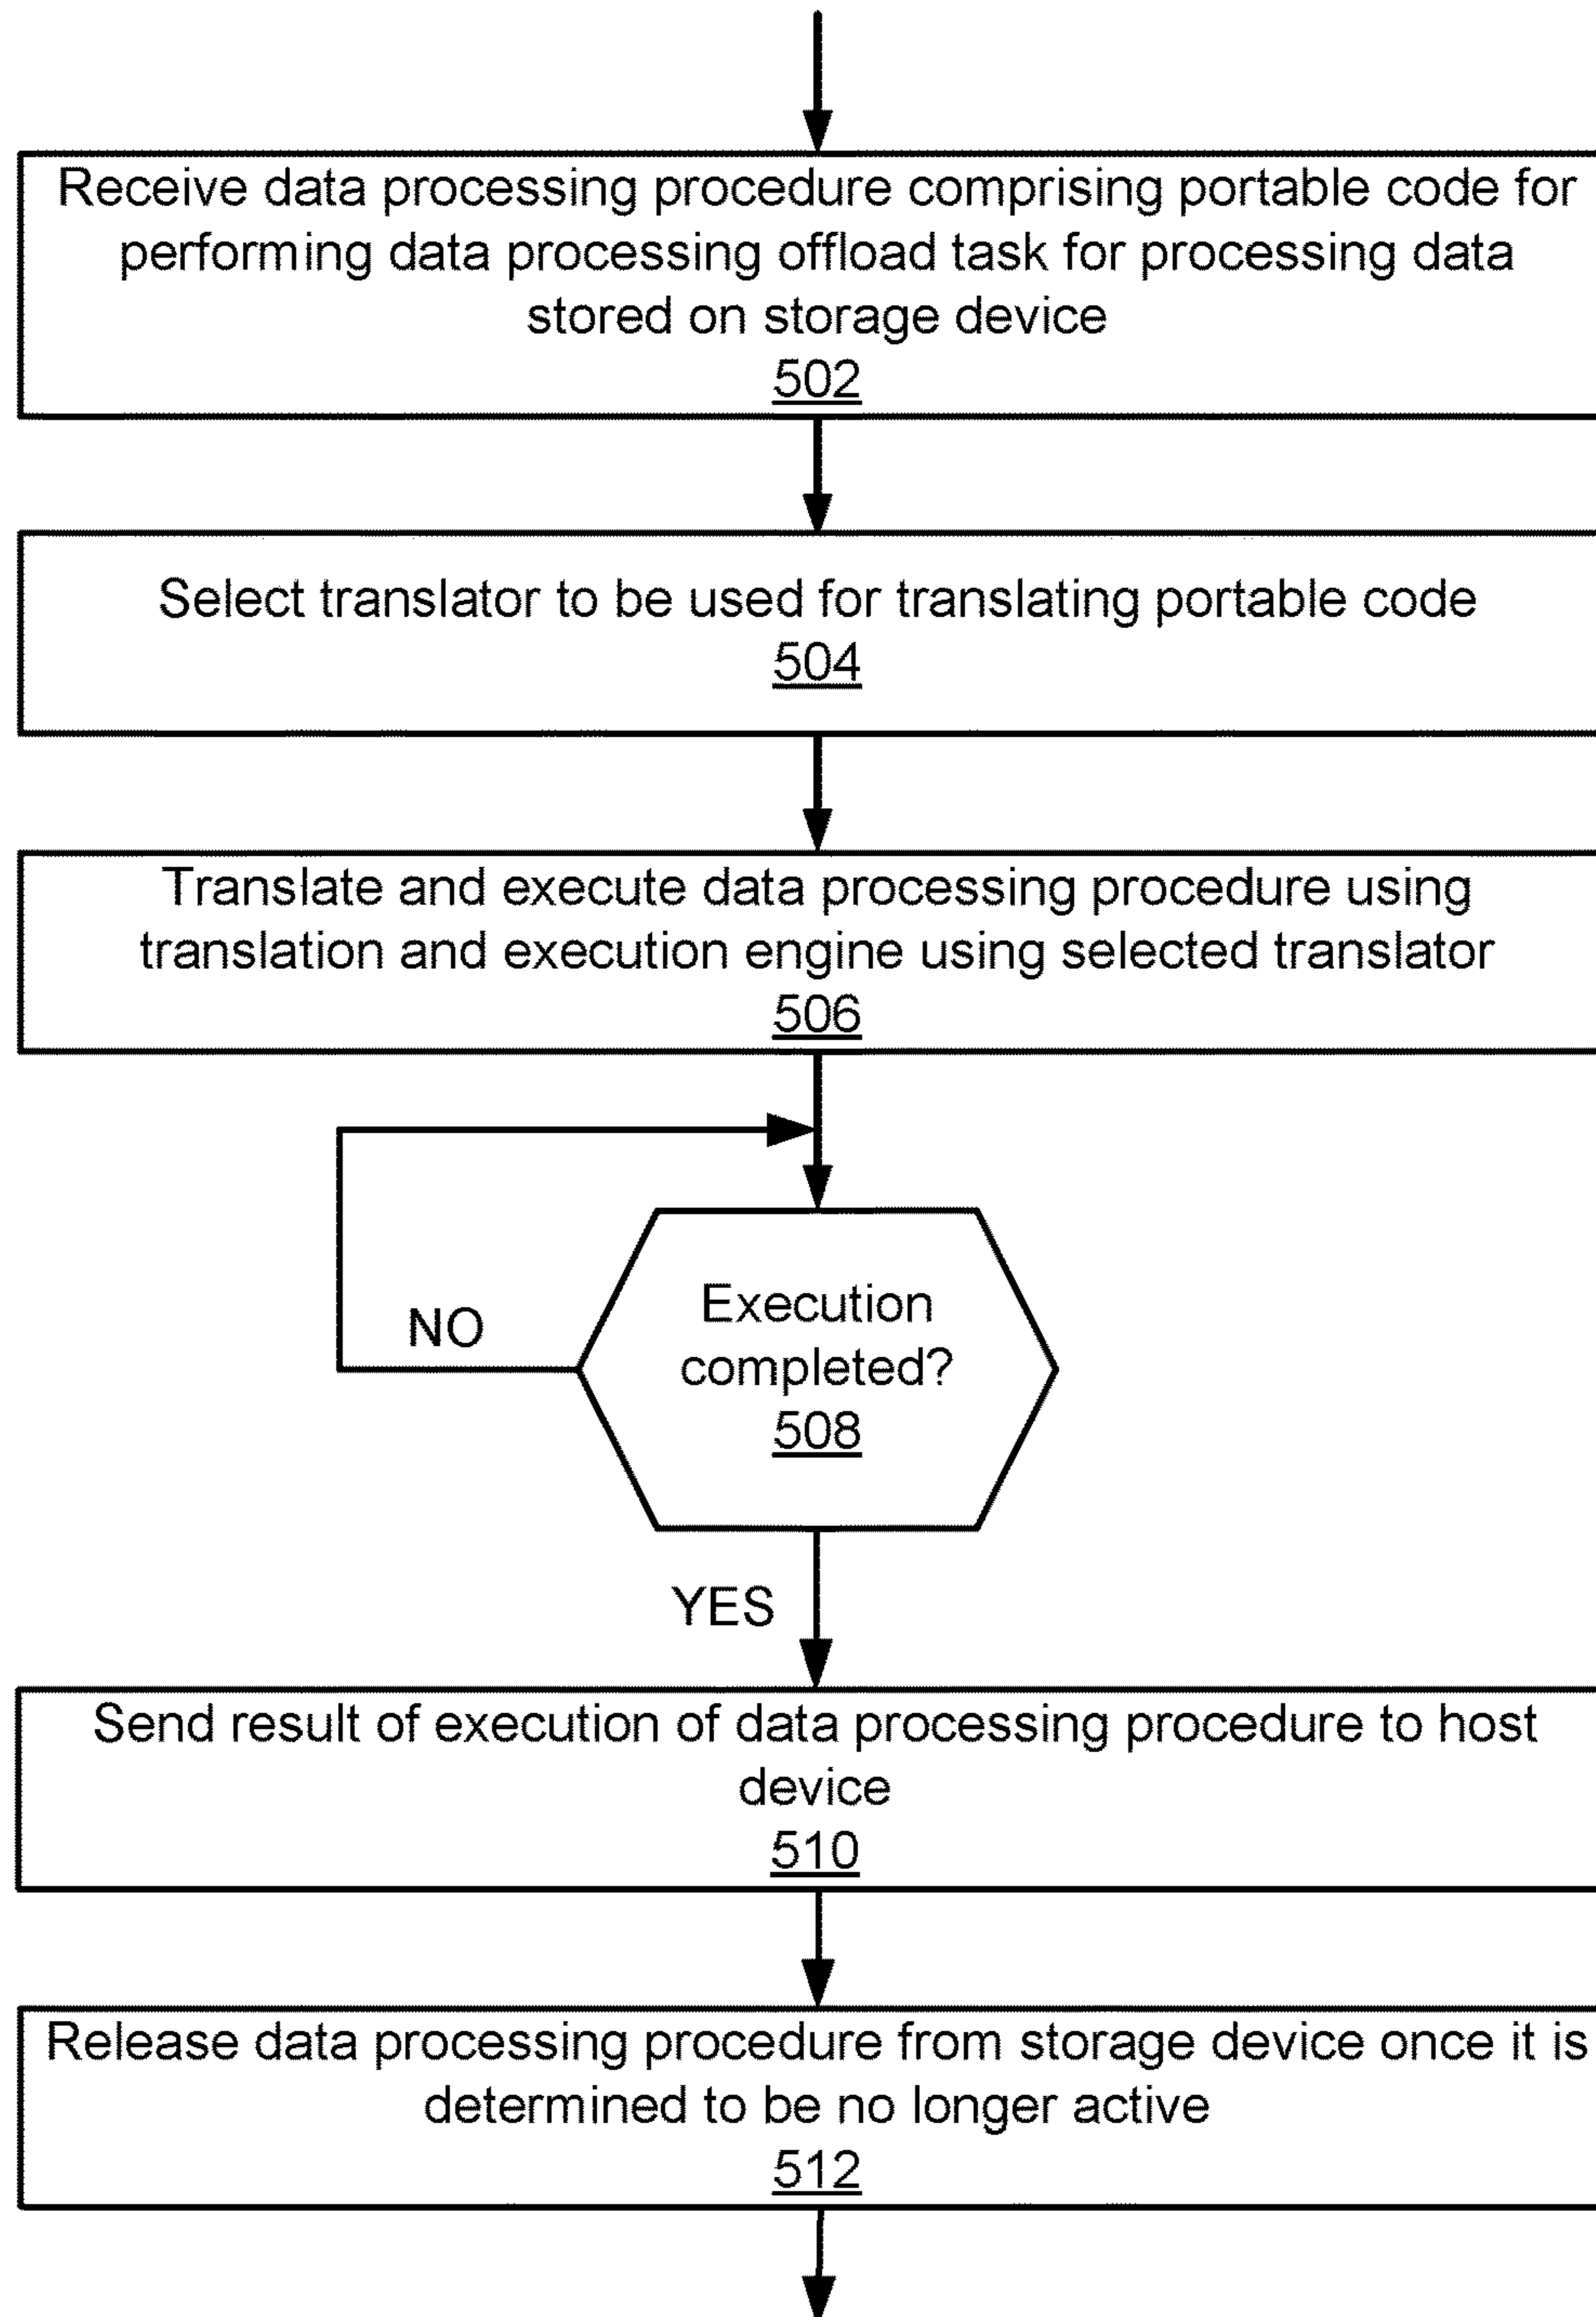 Receive data processing procedure comprising portable code for
performing data processing offload task for processing data
stored on storage device
502
Select translator to be used for translating portable code
504
Translate and execute data processing procedure using
translation and execution engine using selected translator
506
NO
Execution
completed?
508
YES
Send result of execution of data processing procedure to host
device
510
Release data processing procedure from storage device once it is
determined to be no longer active
512